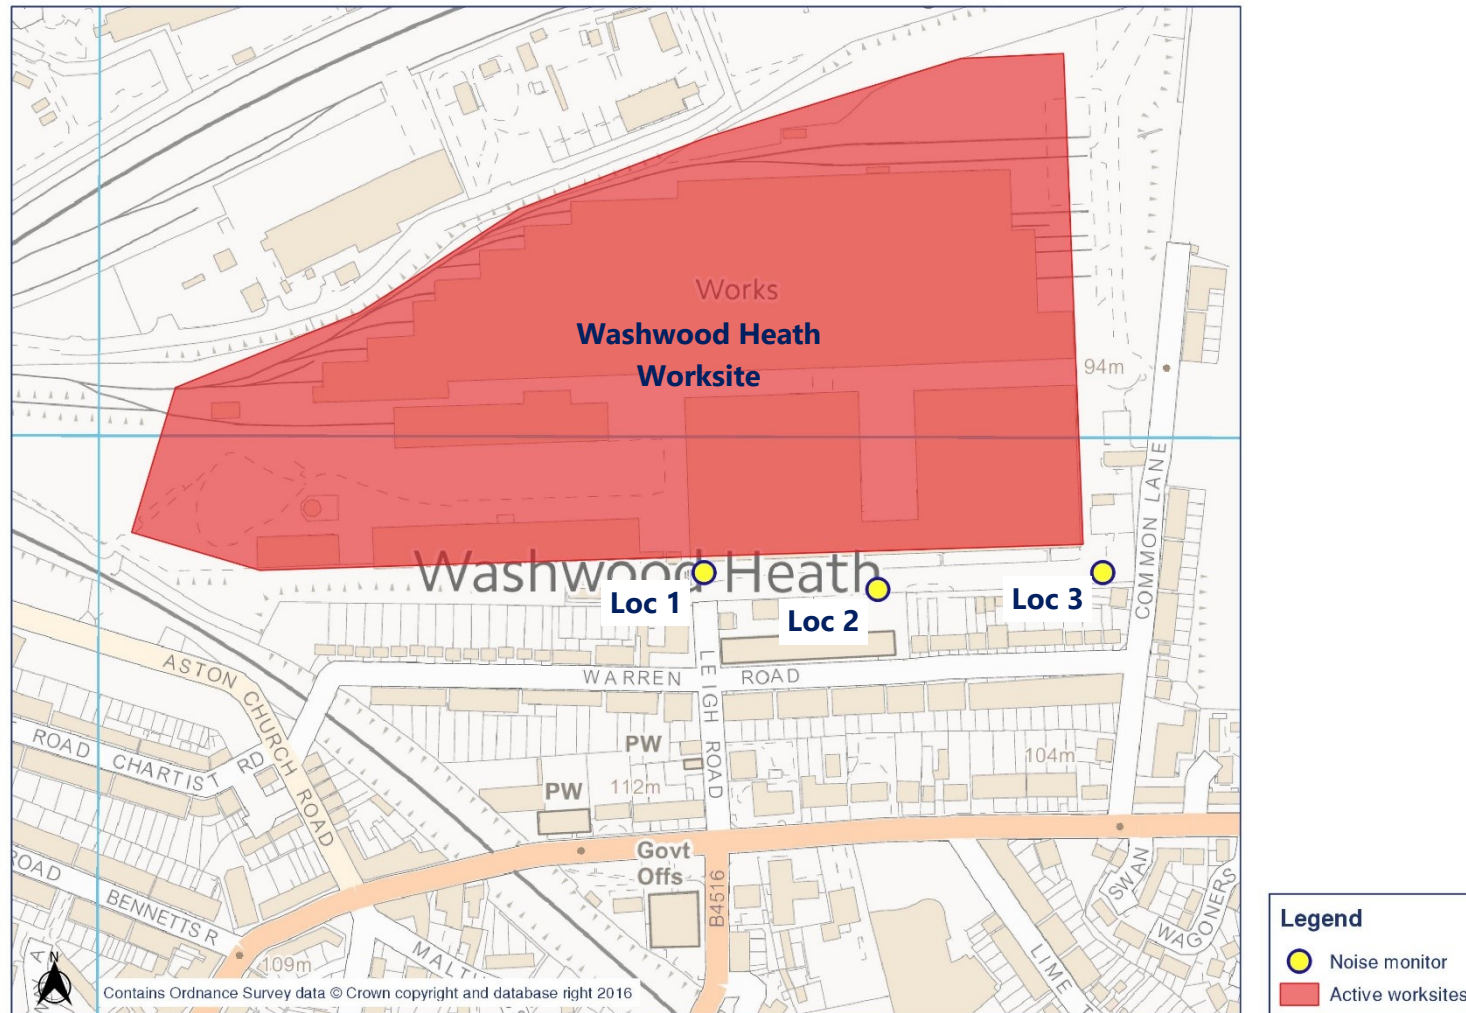 Works
Washwood Heath
Worksite
94m
COMMON LANE
Washwood Heath
Loc 1
Loc 2
Loc 3
WARREN ROAD
LEIGH ROAD
ASTON CHURCH ROAD
ROAD
CHARTIST RD
PW
104m
112m
PW
Govt
Offs
B4516
ROAD
BENNETTS R
SWAN
WAGONERS
LIME T
109m
N
Contains Ordnance Survey data © Crown copyright and database right 2016
Legend
Noise monitor
Active worksites